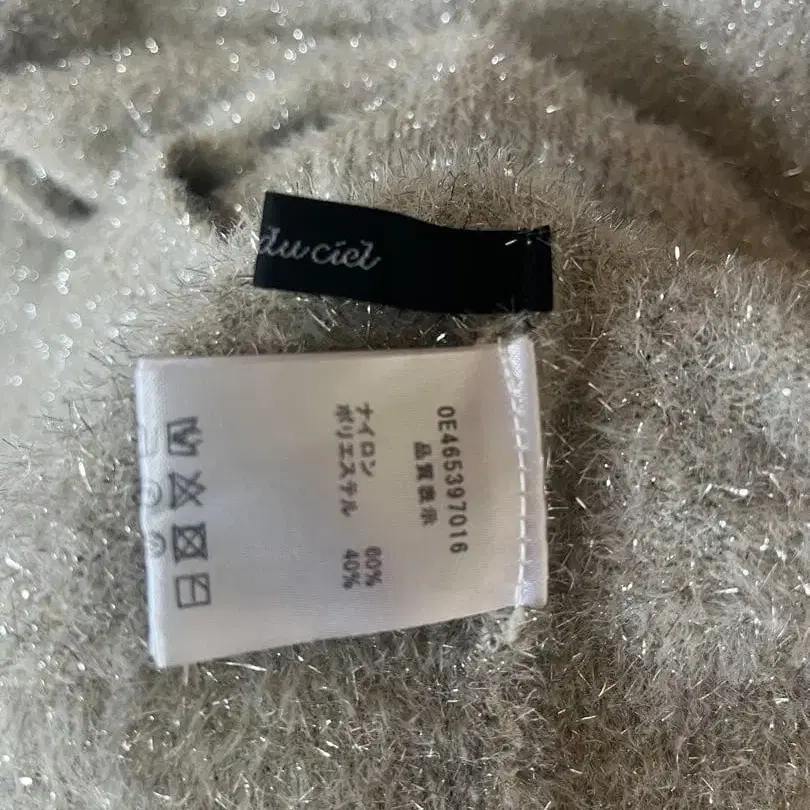 du ciel
0E465397016
品質表示
ナイロン 60%
ポリエステル 40%